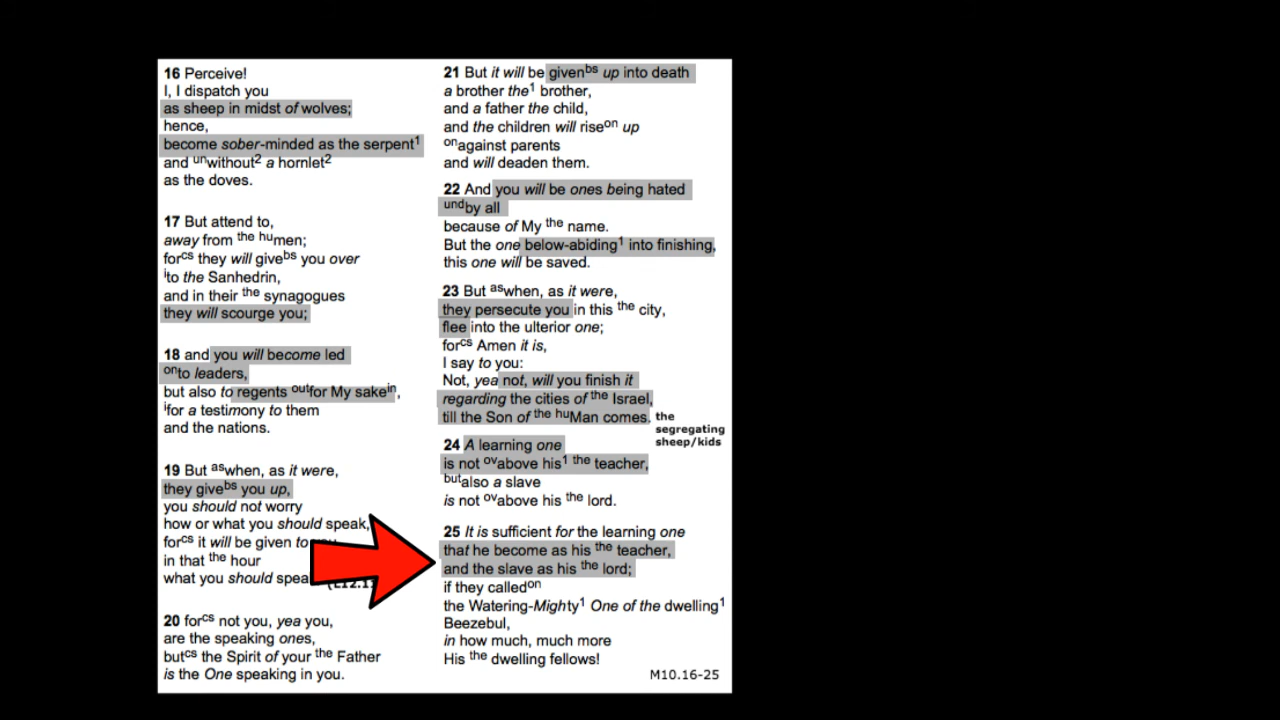 16 Perceive!
I, I dispatch you
as sheep in midst of wolves;
hence,
become sober-minded as the serpent1
and unwithout2 a hornlet2
as the doves.
17 But attend to,
away from the humen;
forcs they will givebs you over
ito the Sanhedrin,
and in their the synagogues
they will scourge you;
18 and you will become led
onto leaders,
but also to regents outfor My sakein,
ifor a testimony to them
and the nations.
19 But aswhen, as it were,
they givebs you up,
you should not worry
how or what you should speak,
forcs it will be given to
in that the hour
what you should
20 forcs not you, yea you,
are the speaking ones,
butcs the Spirit of your the Father
is the One speaking in you.
21 But it will be givenbs up into death
a brother the1 brother,
and a father the child,
and the children will riseon up
onagainst parents
and will deaden them.
22 And you will be ones being hated
undby all
because of My the name.
But the one below-abiding1 into finishing,
this one will be saved.
23 But aswhen, as it were,
they persecute you in this the city,
flee into the ulterior one;
forcs Amen it is,
I say to you:
Not, yea not, will you finish it
regarding the cities of the Israel,
till the Son of the huMan comes.
the
segregating
sheep/kids
24 A learning one
is not ovabove his1 the teacher,
butalso a slave
is not ovabove his the lord.
25 It is sufficient for the learning one
that he become as his the teacher,
and the slave as his the lord;
if they calledon
the Watering-Mighty1 One of the dwelling1
Beezebul,
in how much, much more
His the dwelling fellows!
M10.16-25